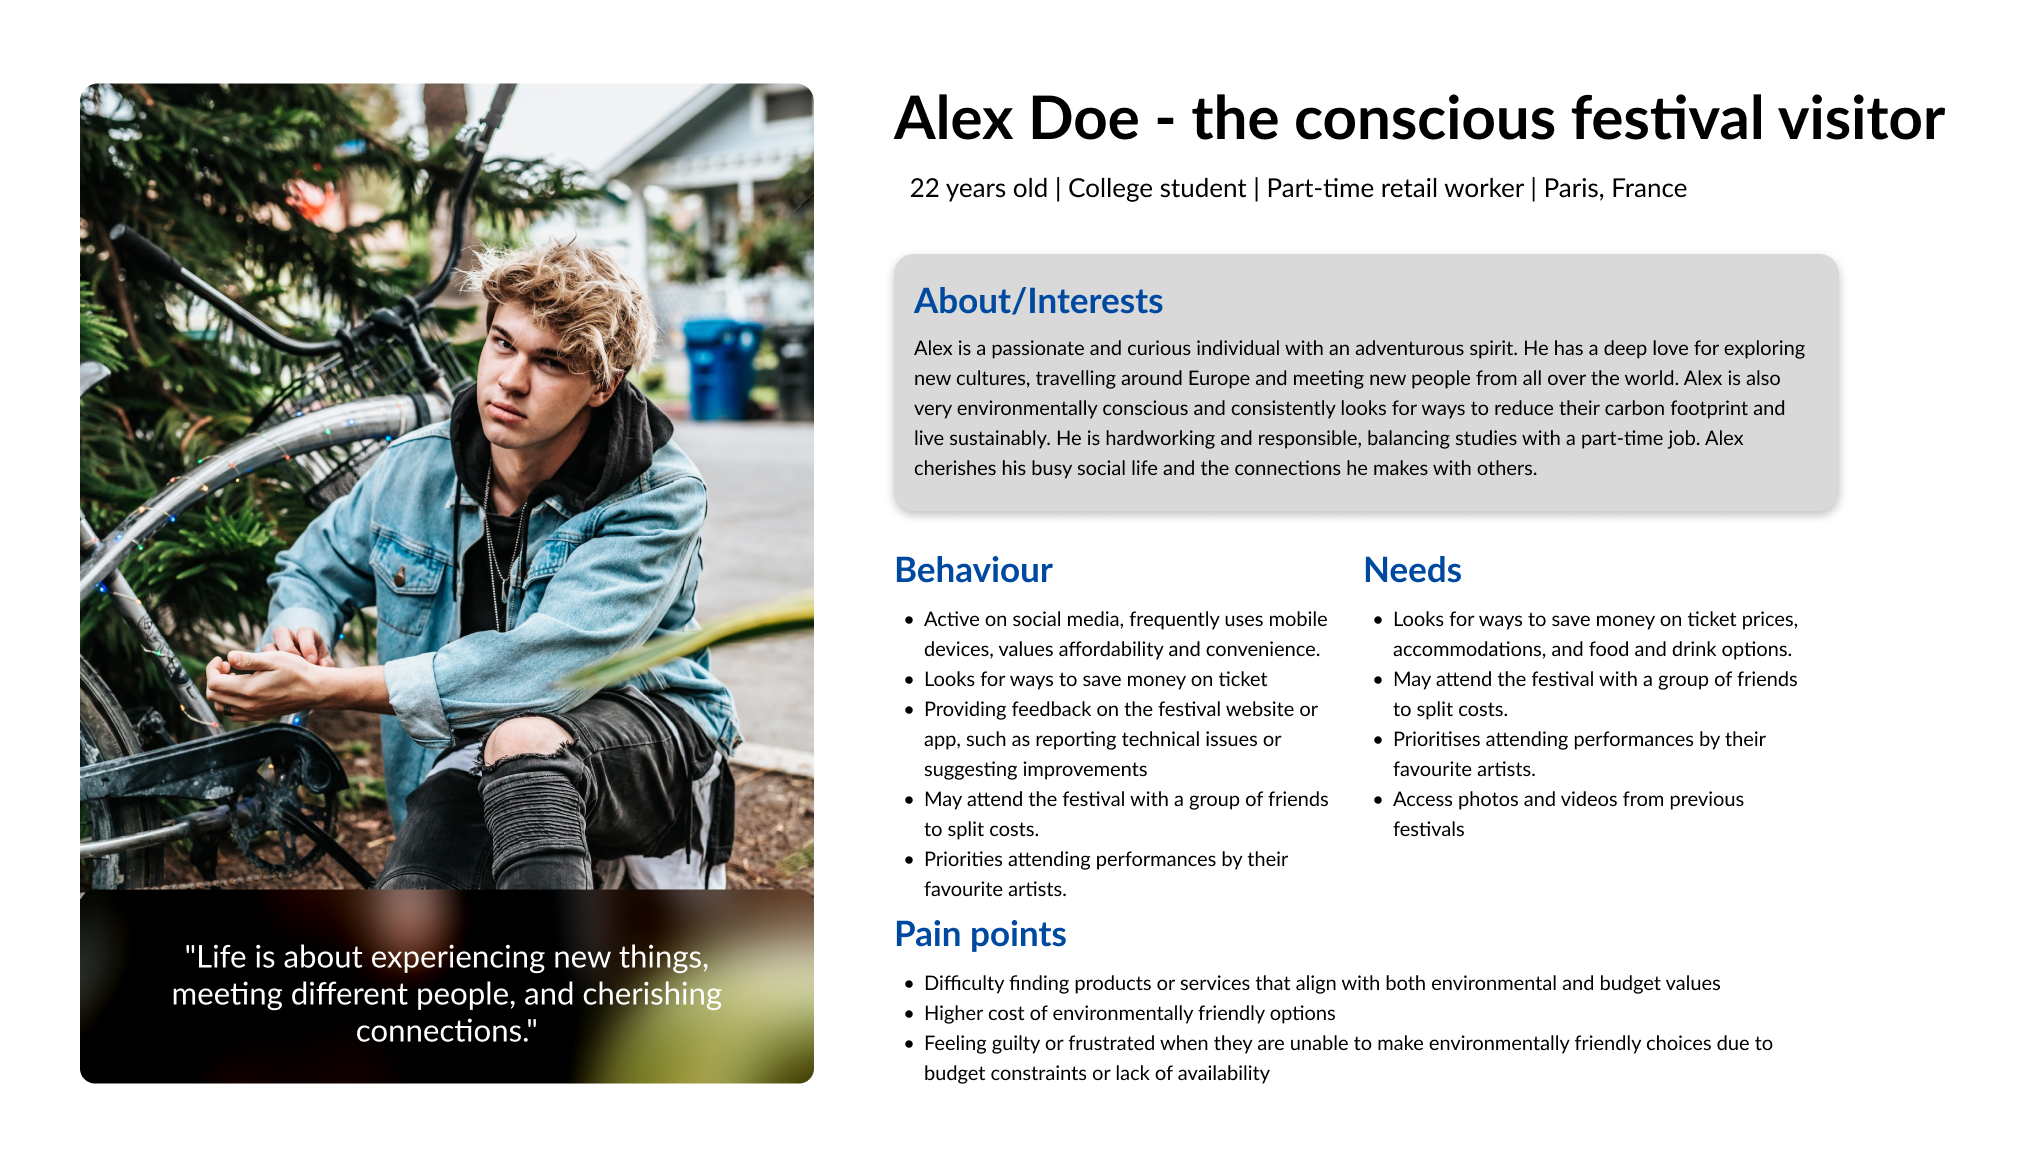 Alex Doe - the conscious festival visitor
22 years old | College student | Part-time retail worker | Paris, France
About/Interests
Alex is a passionate and curious individual with an adventurous spirit. He has a deep love for exploring
new cultures, travelling around Europe and meeting new people from all over the world. Alex is also
very environmentally conscious and consistently looks for ways to reduce their carbon footprint and
live sustainably. He is hardworking and responsible, balancing studies with a part-time job. Alex
cherishes his busy social life and the connections he makes with others.
Behaviour
• Active on social media, frequently uses mobile
devices, values affordability and convenience.
• Looks for ways to save money on ticket
• Providing feedback on the festival website or
app, such as reporting technical issues or
suggesting improvements
• May attend the festival with a group of friends
to split costs.
• Priorities attending performances by their
favourite artists.
Needs
• Looks for ways to save money on ticket prices,
accommodations, and food and drink options.
• May attend the festival with a group of friends
to split costs.
• Prioritises attending performances by their
favourite artists.
• Access photos and videos from previous
festivals
Pain points
• Difficulty finding products or services that align with both environmental and budget values
• Higher cost of environmentally friendly options
• Feeling guilty or frustrated when they are unable to make environmentally friendly choices due to
budget constraints or lack of availability
"Life is about experiencing new things,
meeting different people, and cherishing
connections."